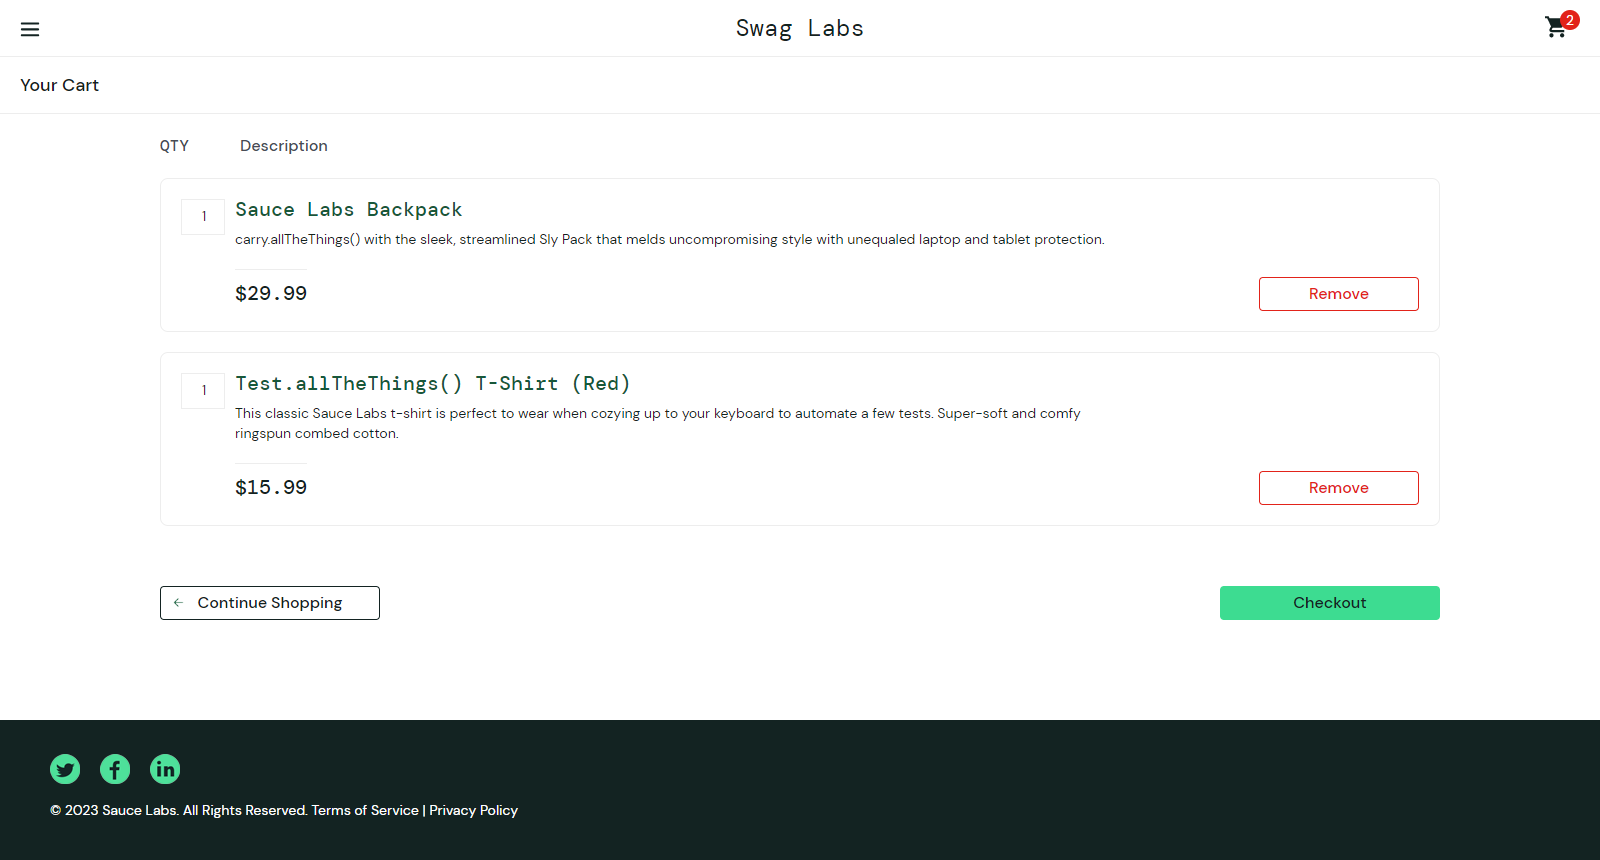 Swag Labs
2
Your Cart
QTY Description
1 Sauce Labs Backpack
carry.allTheThings() with the sleek, streamlined Sly Pack that melds uncompromising style with unequaled laptop and tablet protection.
$29.99 Remove
1 Test.allTheThings() T-Shirt (Red)
This classic Sauce Labs t-shirt is perfect to wear when cozying up to your keyboard to automate a few tests. Super-soft and comfy
ringspun combed cotton.
$15.99 Remove
Continue Shopping Checkout
© 2023 Sauce Labs. All Rights Reserved. Terms of Service | Privacy Policy